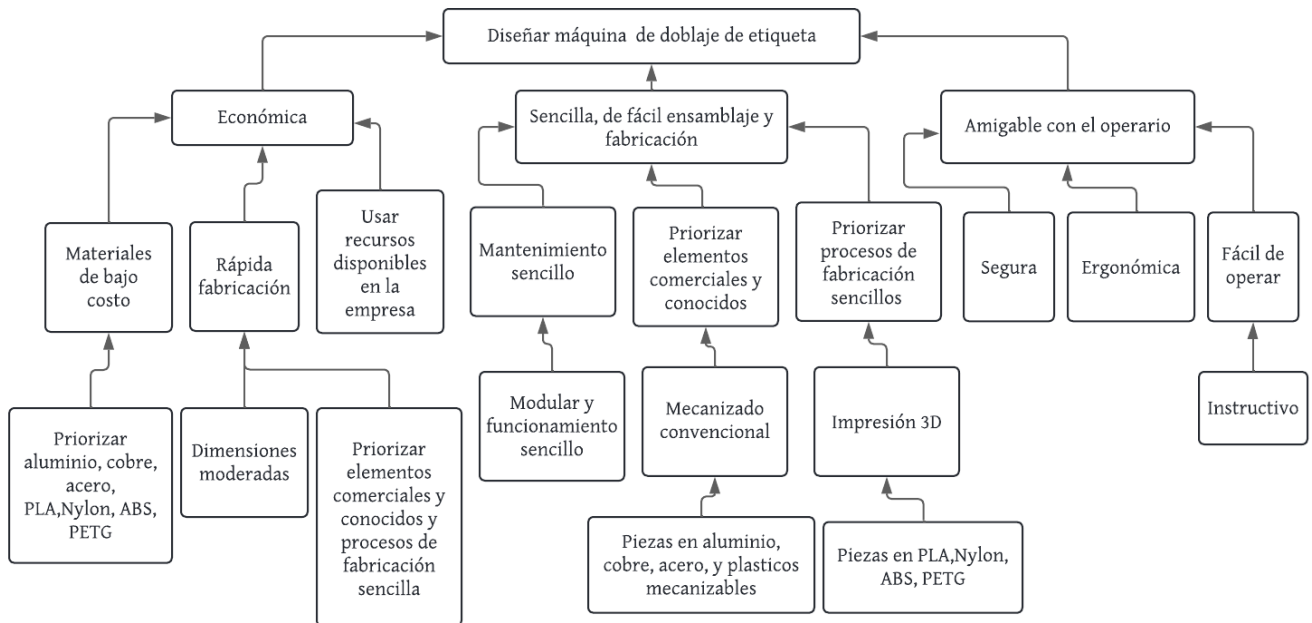 Diseñar máquina de doblaje de etiqueta
Económica
Sencilla, de fácil ensamblaje y
fabricación
Amigable con el operario
Materiales
de bajo
costo
Rápida
fabricación
Usar
recursos
disponibles
en la
empresa
Mantenimiento
sencillo
Priorizar
elementos
comerciales y
conocidos
Priorizar
procesos de
fabricación
sencillos
Segura
Ergonómica
Fácil de
operar
Priorizar
aluminio, cobre,
acero,
PLA,Nylon, ABS,
PETG
Dimensiones
moderadas
Priorizar
elementos
comerciales y
conocidos y
procesos de
fabricación
sencilla
Modular y
funcionamiento
sencillo
Mecanizado
convencional
Impresión 3D
Instructivo
Piezas en aluminio,
cobre, acero, y plasticos
mecanizables
Piezas en PLA,Nylon,
ABS, PETG